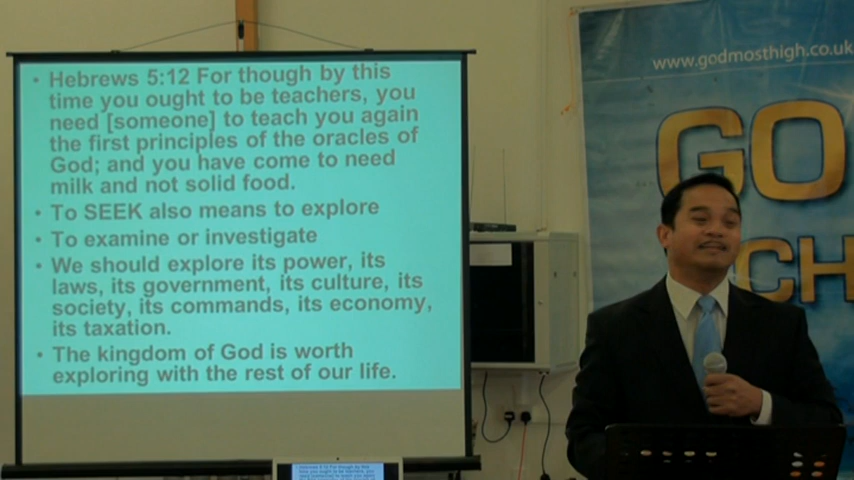 • Hebrews 5:12 For though by this
time you ought to be teachers, you
need [someone] to teach you again
the first principles of the oracles of
God; and you have come to need
milk and not solid food.
• To SEEK also means to explore
• To examine or investigate
• We should explore its power, its
laws, its government, its culture, its
society, its commands, its economy,
its taxation.
• The kingdom of God is worth
exploring with the rest of our life.
www.godmosthigh.co.uk
GO
CH